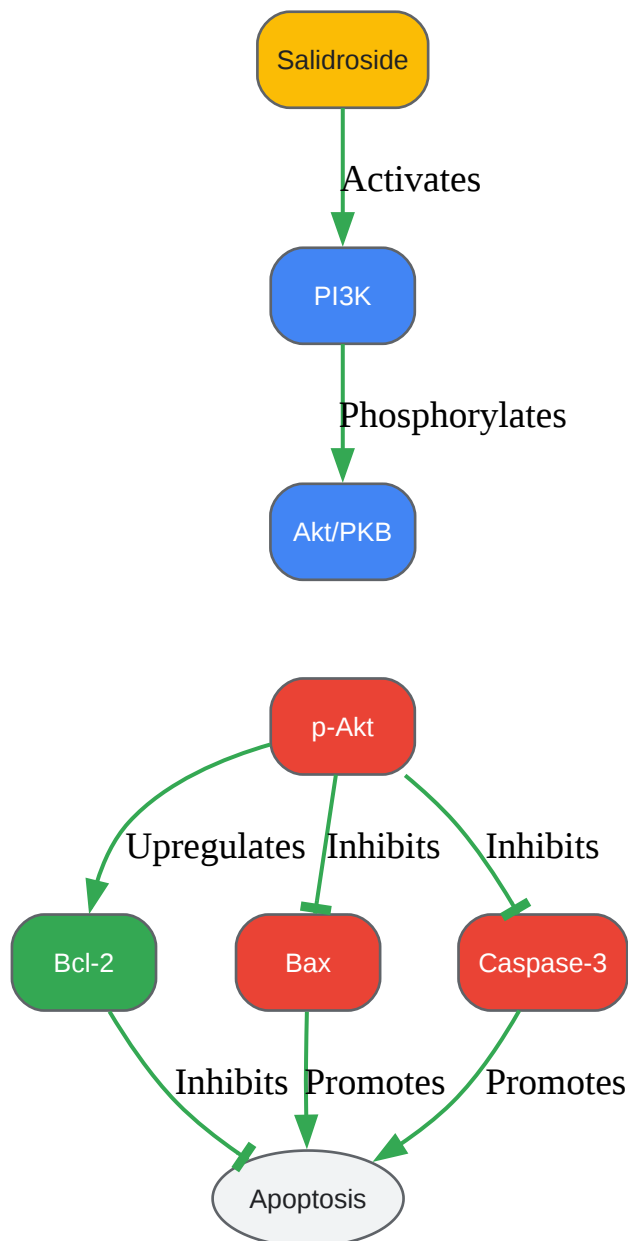 Salidroside
Activates
PI3K
Phosphorylates
Akt/PKB
p-Akt
Upregulates
Inhibits
Inhibits
Bcl-2
Bax
Caspase-3
Inhibits
Promotes
Promotes
Apoptosis